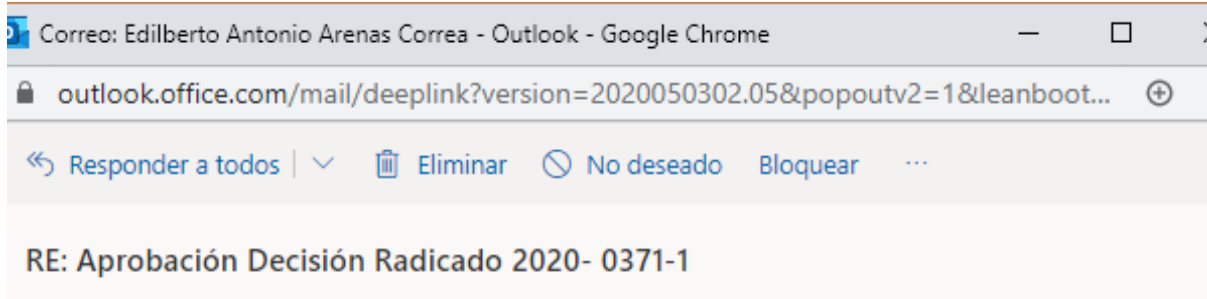 Correo: Edilberto Antonio Arenas Correa - Outlook - Google Chrome
outlook.office.com/mail/deeplink?version=2020050302.05&popoutv2=1&leanboot...
Responder a todos Eliminar No deseado Bloquear ...
RE: Aprobación Decisión Radicado 2020- 0371-1